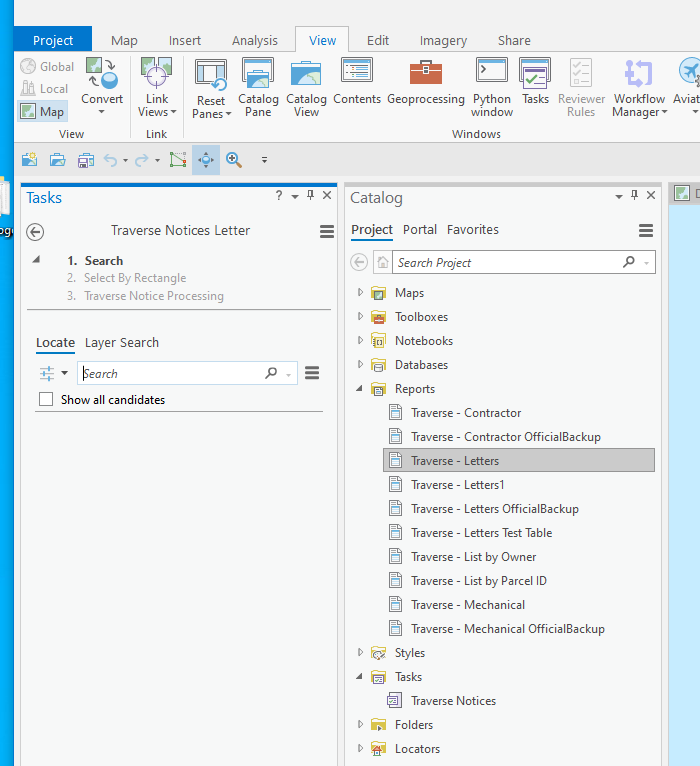 Project Map Insert Analysis View Edit Imagery Share
Global
Local
Map
Convert
Link
Views
Reset
Panes
Catalog
Pane
Catalog
View
Contents
Geoprocessing
Python
window
Tasks
Reviewer
Rules
Workflow
Manager
Aviat
View
Link
Windows
Tasks
?
Traverse Notices Letter
1. Search
2. Select By Rectangle
3. Traverse Notice Processing
Locate Layer Search
Search
Show all candidates
Catalog
Project Portal Favorites
Search Project
Maps
Toolboxes
Notebooks
Databases
Reports
Traverse - Contractor
Traverse - Contractor OfficialBackup
Traverse - Letters
Traverse - Letters1
Traverse - Letters OfficialBackup
Traverse - Letters Test Table
Traverse - List by Owner
Traverse - List by Parcel ID
Traverse - Mechanical
Traverse - Mechanical OfficialBackup
Styles
Tasks
Traverse Notices
Folders
Locators